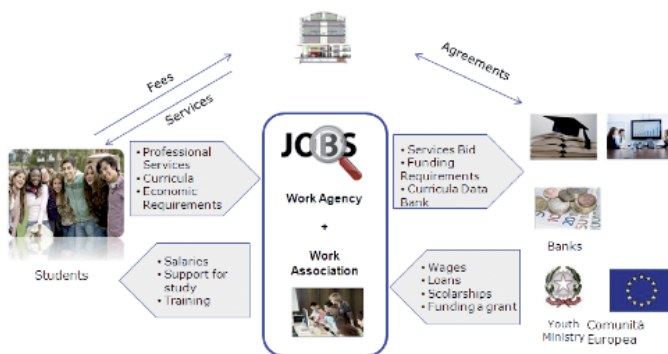 Fees
Services
Agreements
• Professional
Services
• Curricula
• Economic
Requirements
JOBS
Work Agency
+
Work
Association
• Services Bid
• Funding
Requirements
• Curricula Data
Bank
Students
• Salaries
• Support for
study
• Training
• Wages
• Loans
• Scolarships
• Funding a grant
Banks
Youth
Ministry
Comunità
Europea